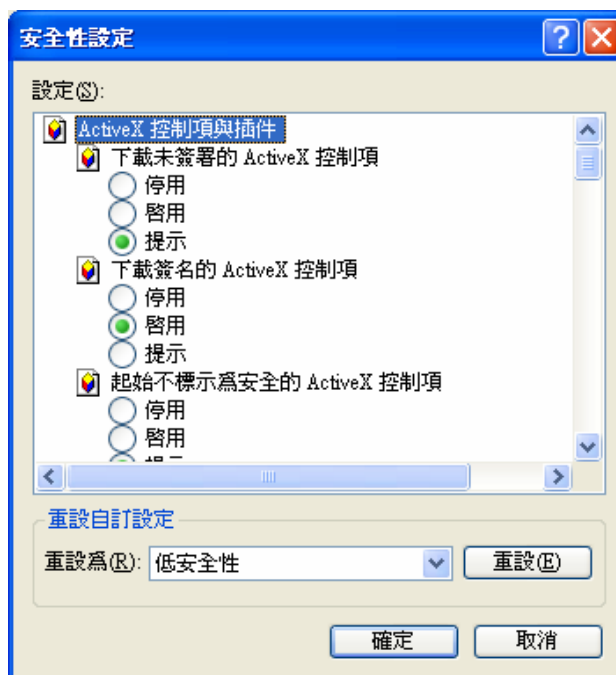 安全性設定
設定(S):
ActiveX 控制項與插件
下載未簽署的 ActiveX 控制項
停用
啓用
提示
下載簽名的 ActiveX 控制項
停用
啓用
提示
起始不標示爲安全的 ActiveX 控制項
停用
啓用
提示
重設自訂設定
重設爲(R): 低安全性 重設(E)
確定 取消